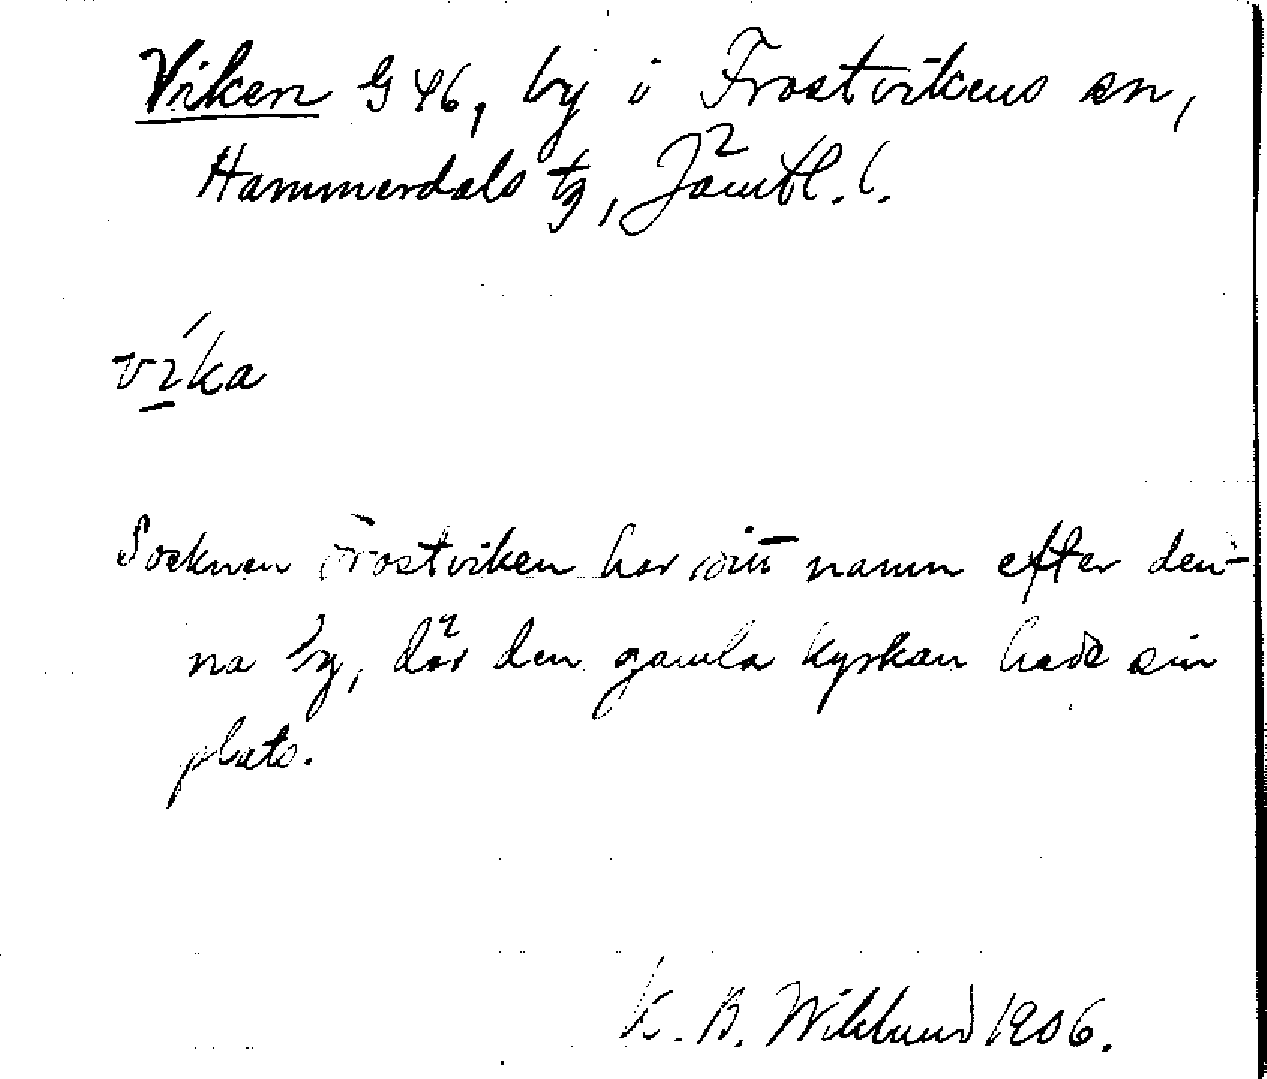 Viken G 46, by i Frostvikens sn,
Hammerdals tg, Jämtl. l.
víka
Socknen Frostviken har sitt namn efter den-
na by, där den gamla kyrkan hade sin
plats.
K. B. Wiklund 1906.